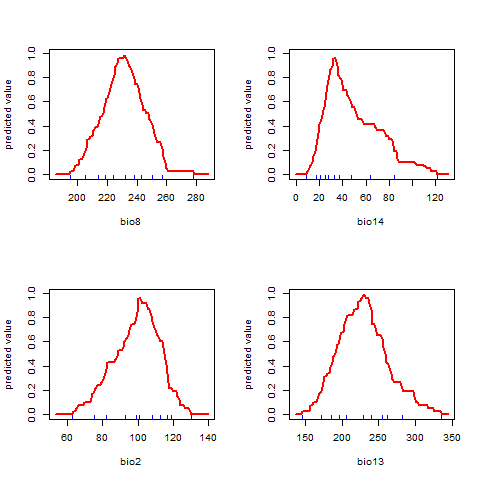 predicted value
0.0 0.2 0.4 0.6 0.8 1.0
200 220 240 260 280
bio8
predicted value
0.0 0.2 0.4 0.6 0.8 1.0
0 20 40 60 80 120
bio14
predicted value
0.0 0.2 0.4 0.6 0.8 1.0
60 80 100 120 140
bio2
predicted value
0.0 0.2 0.4 0.6 0.8 1.0
150 200 250 300 350
bio13